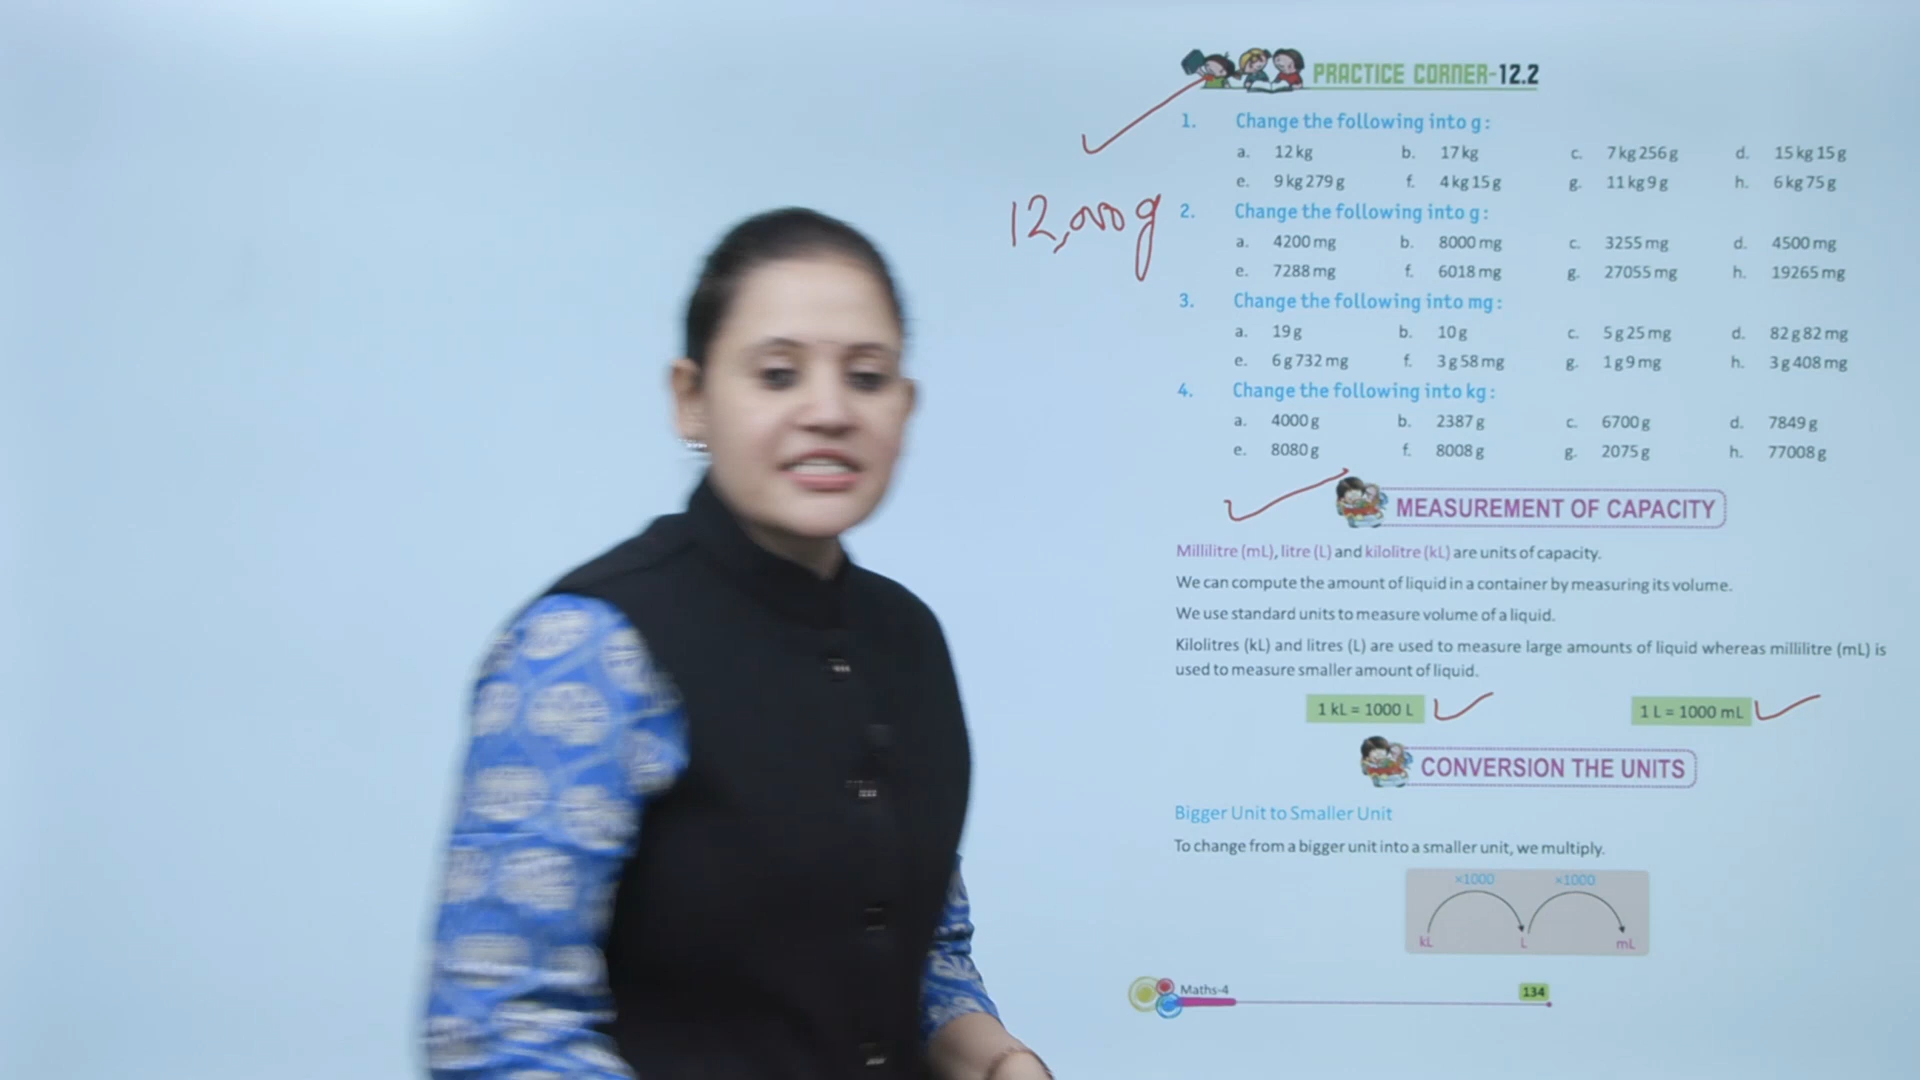 PRACTICE CORNER-12.2
1. Change the following into g:
a. 12 kg b. 17 kg c. 7 kg 256 g d. 15 kg 15 g
e. 9 kg 279 g f. 4 kg 15 g g. 11 kg 9 g h. 6 kg 75 g
12,000 g
2. Change the following into g:
a. 4200 mg b. 8000 mg c. 3255 mg d. 4500 mg
e. 7288 mg f. 6018 mg g. 27055 mg h. 19265 mg
3. Change the following into mg:
a. 19 g b. 10 g c. 5 g 25 mg d. 82 g 82 mg
e. 6 g 732 mg f. 3 g 58 mg g. 1 g 9 mg h. 3 g 408 mg
4. Change the following into kg:
a. 4000 g b. 2387 g c. 6700 g d. 7849 g
e. 8080 g f. 8008 g g. 2075 g h. 77008 g
MEASUREMENT OF CAPACITY
Millilitre (mL), litre (L) and kilolitre (kL) are units of capacity.
We can compute the amount of liquid in a container by measuring its volume.
We use standard units to measure volume of a liquid.
Kilolitres (kL) and litres (L) are used to measure large amounts of liquid whereas millilitre (mL) is
used to measure smaller amount of liquid.
1 kL = 1000 L 1 L = 1000 mL
CONVERSION THE UNITS
Bigger Unit to Smaller Unit
To change from a bigger unit into a smaller unit, we multiply.
×1000 ×1000
kL L mL
Maths-4 134